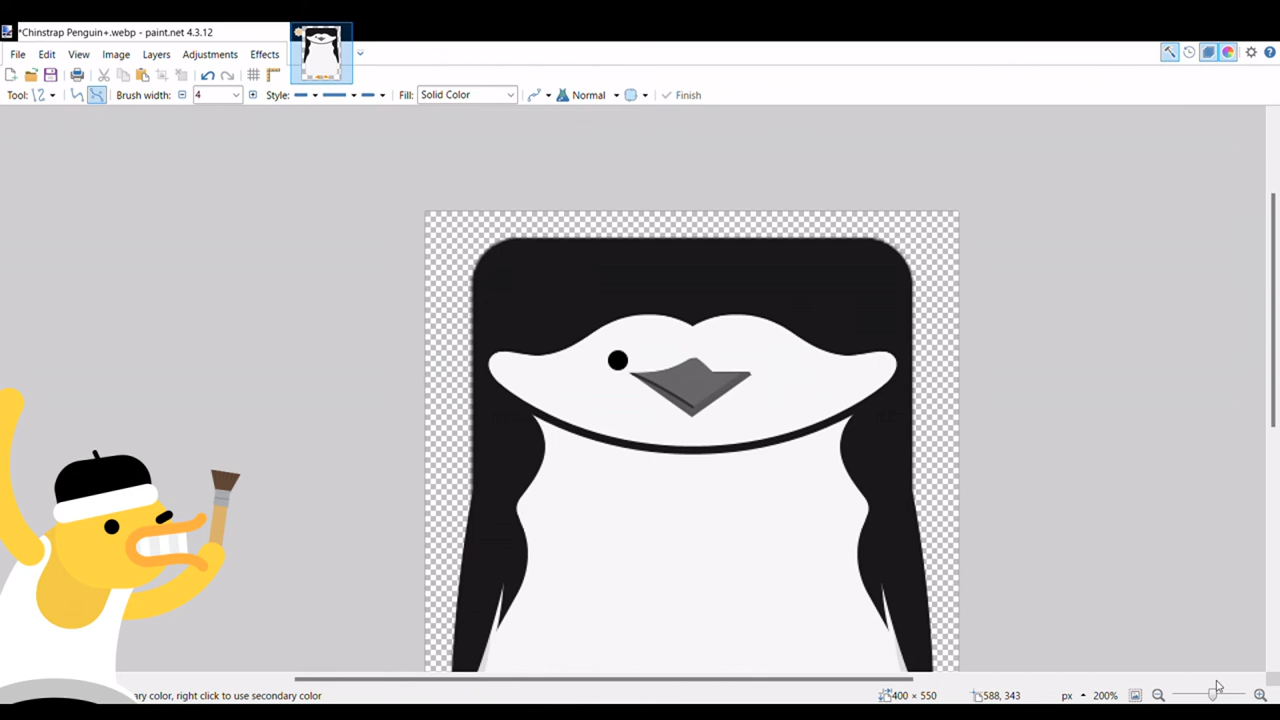 *Chinstrap Penguin+.webp - paint.net 4.3.12
File Edit View Image Layers Adjustments Effects
Tool: Brush width: 4 Style: Fill: Solid Color Normal Finish
ry color, right click to use secondary color 400 × 550 588, 343 px 200%